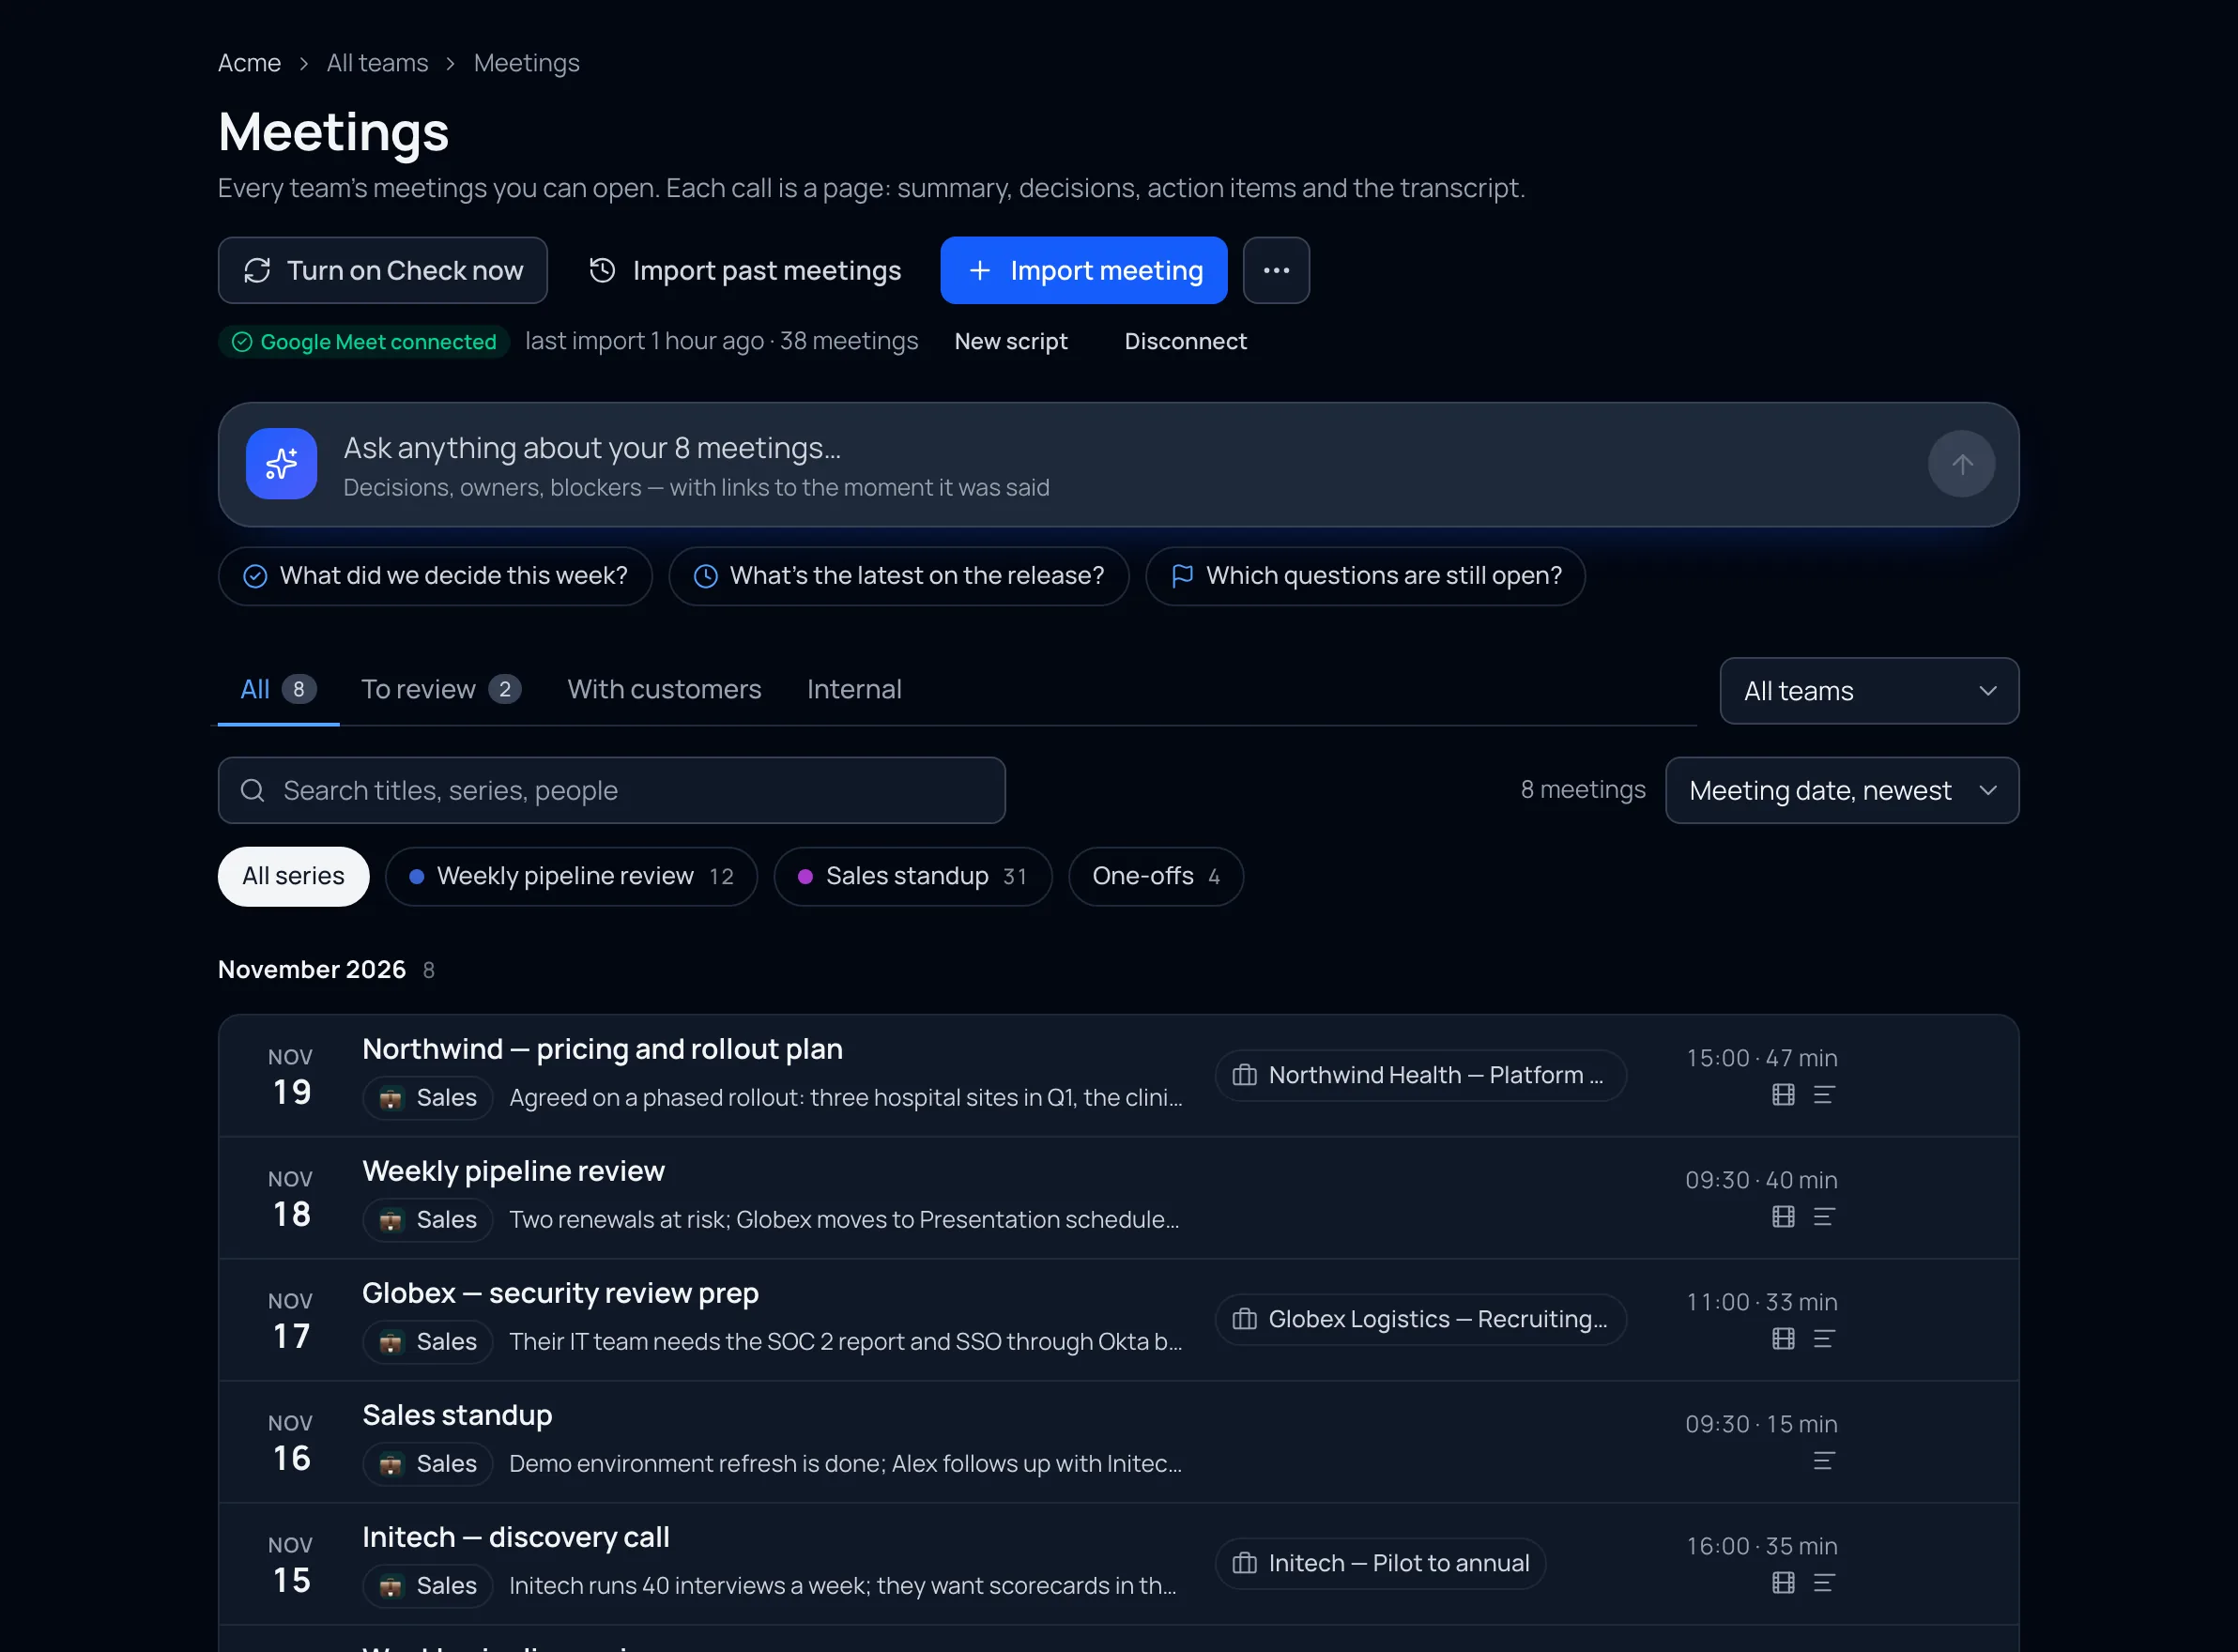 Acme > All teams > Meetings
Meetings
Every team's meetings you can open. Each call is a page: summary, decisions, action items and the transcript.
Turn on Check now
Import past meetings
Import meeting
Google Meet connected
last import 1 hour ago · 38 meetings
New script
Disconnect
Ask anything about your 8 meetings...
Decisions, owners, blockers — with links to the moment it was said
What did we decide this week?
What's the latest on the release?
Which questions are still open?
All 8
To review 2
With customers
Internal
All teams
Search titles, series, people
8 meetings
Meeting date, newest
All series
Weekly pipeline review 12
Sales standup 31
One-offs 4
November 2026 8
NOV
19
Northwind — pricing and rollout plan
Sales
Agreed on a phased rollout: three hospital sites in Q1, the clini...
Northwind Health — Platform ...
15:00 · 47 min
NOV
18
Weekly pipeline review
Sales
Two renewals at risk; Globex moves to Presentation schedule...
09:30 · 40 min
NOV
17
Globex — security review prep
Sales
Their IT team needs the SOC 2 report and SSO through Okta b...
Globex Logistics — Recruiting...
11:00 · 33 min
NOV
16
Sales standup
Sales
Demo environment refresh is done; Alex follows up with Initec...
09:30 · 15 min
NOV
15
Initech — discovery call
Sales
Initech runs 40 interviews a week; they want scorecards in th...
Initech — Pilot to annual
16:00 · 35 min